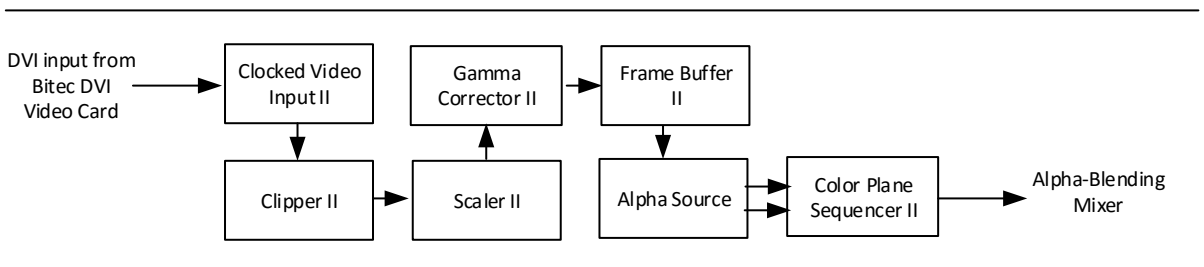 DVI input from
Bitec DVI
Video Card
Clocked Video
Input II
Clipper II
Scaler II
Gamma
Corrector II
Frame Buffer
II
Alpha Source
Color Plane
Sequencer II
Alpha-Blending
Mixer